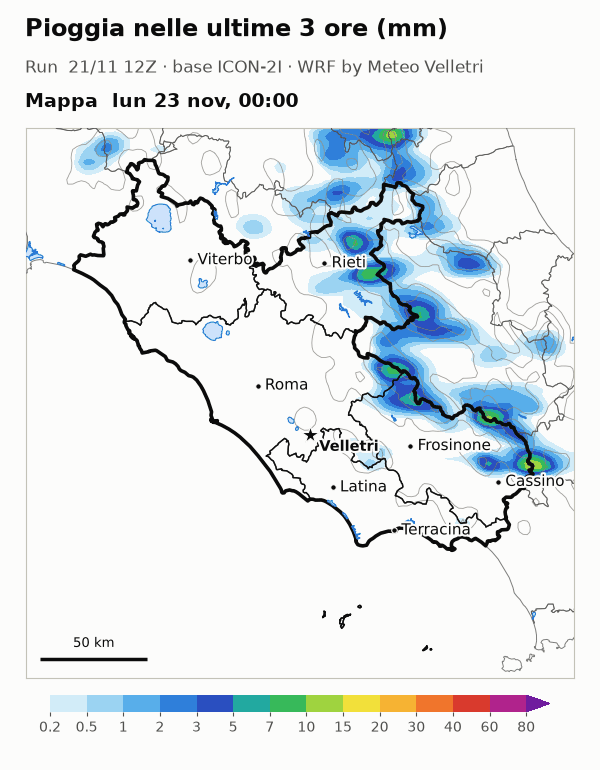 Pioggia nelle ultime 3 ore (mm)
Run  21/11 12Z · base ICON-2I · WRF by Meteo Velletri
Mappa  lun 23 nov, 00:00
Viterbo
Rieti
Roma
Velletri
Frosinone
Latina
Cassino
Terracina
50 km
0.2 0.5 1 2 3 5 7 10 15 20 30 40 60 80